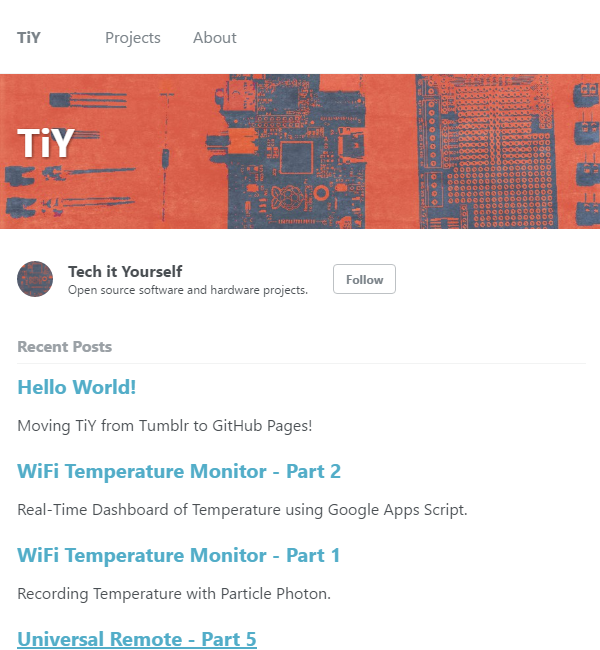 TiY Projects About
TiY
Tech it Yourself
Open source software and hardware projects.
Follow
Recent Posts
Hello World!
Moving TiY from Tumblr to GitHub Pages!
WiFi Temperature Monitor - Part 2
Real-Time Dashboard of Temperature using Google Apps Script.
WiFi Temperature Monitor - Part 1
Recording Temperature with Particle Photon.
Universal Remote - Part 5